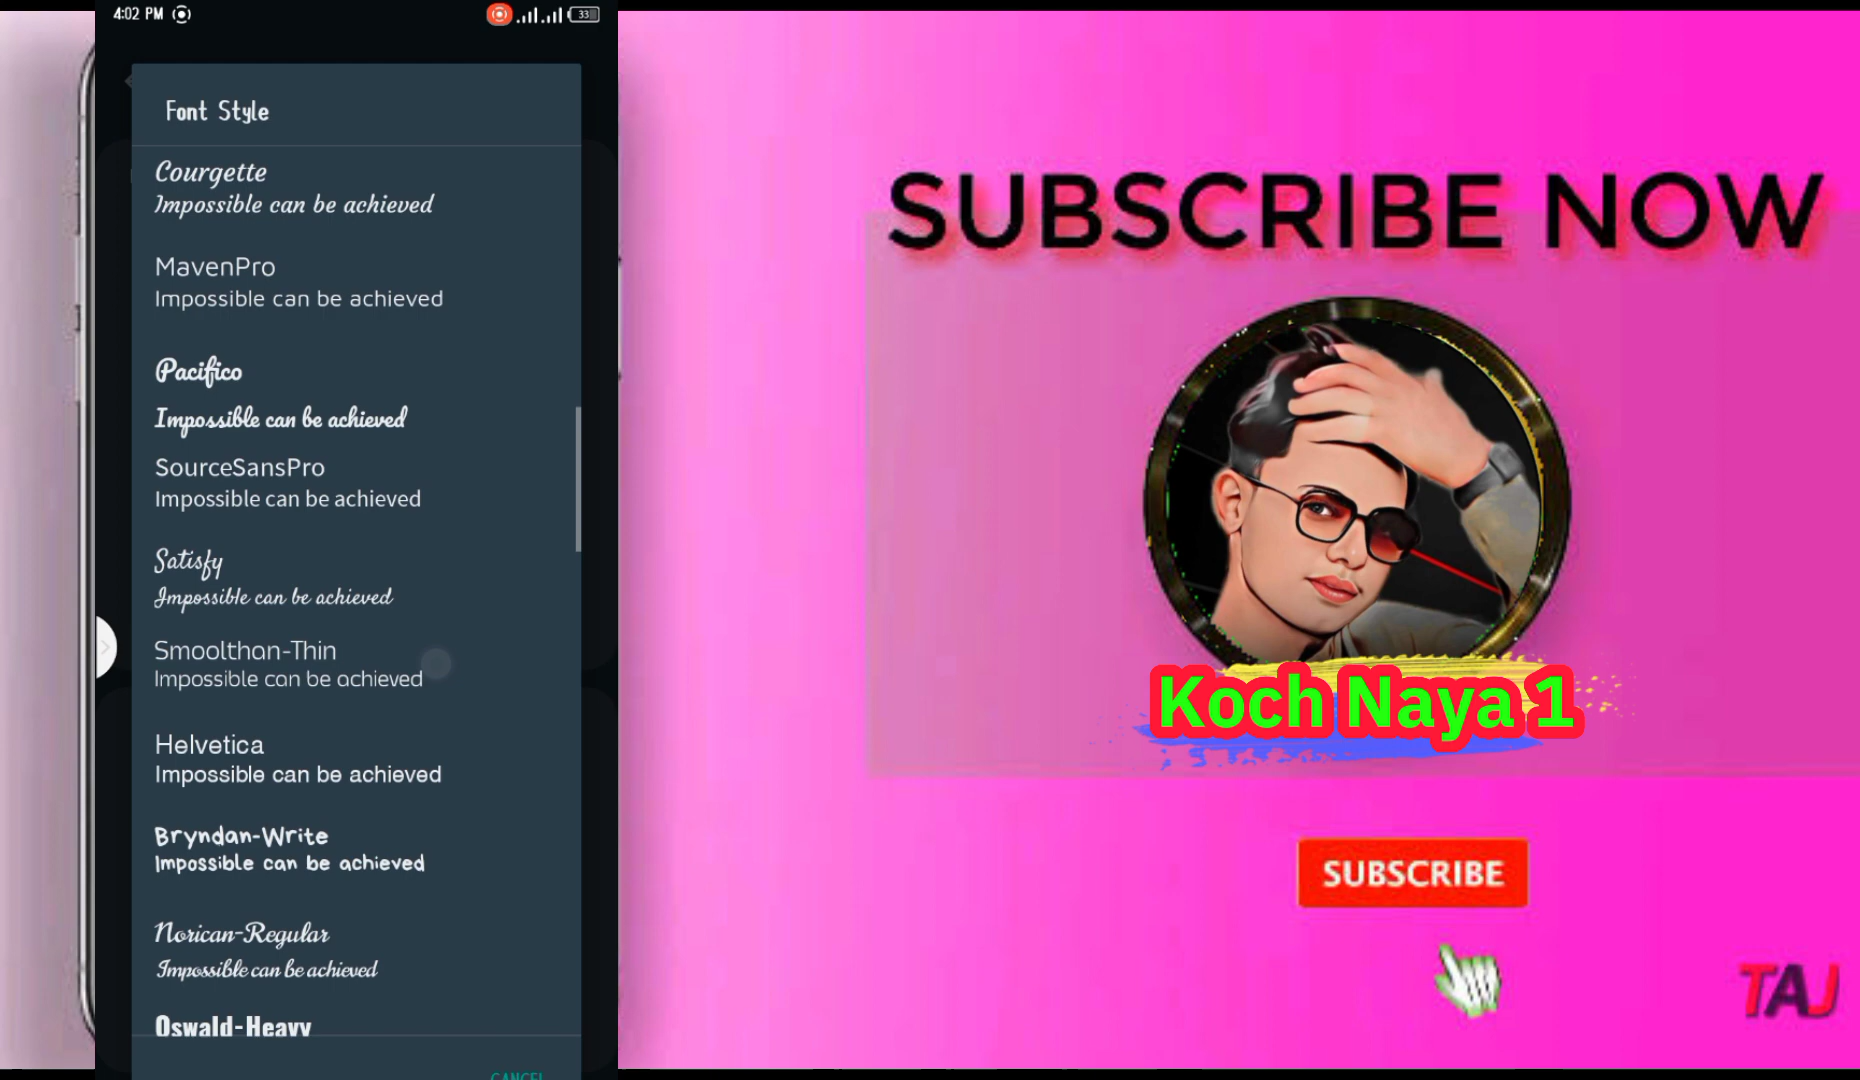 4:02 PM
33
Font Style
Courgette
Impossible can be achieved
MavenPro
Impossible can be achieved
Pacifico
Impossible can be achieved
SourceSansPro
Impossible can be achieved
Satisfy
Impossible can be achieved
Smoolthan-Thin
Impossible can be achieved
Helvetica
Impossible can be achieved
Bryndan-Write
Impossible can be achieved
Norican-Regular
Impossible can be achieved
Oswald-Heavy
CANCEL
SUBSCRIBE NOW
Koch Naya 1
SUBSCRIBE
TAJ